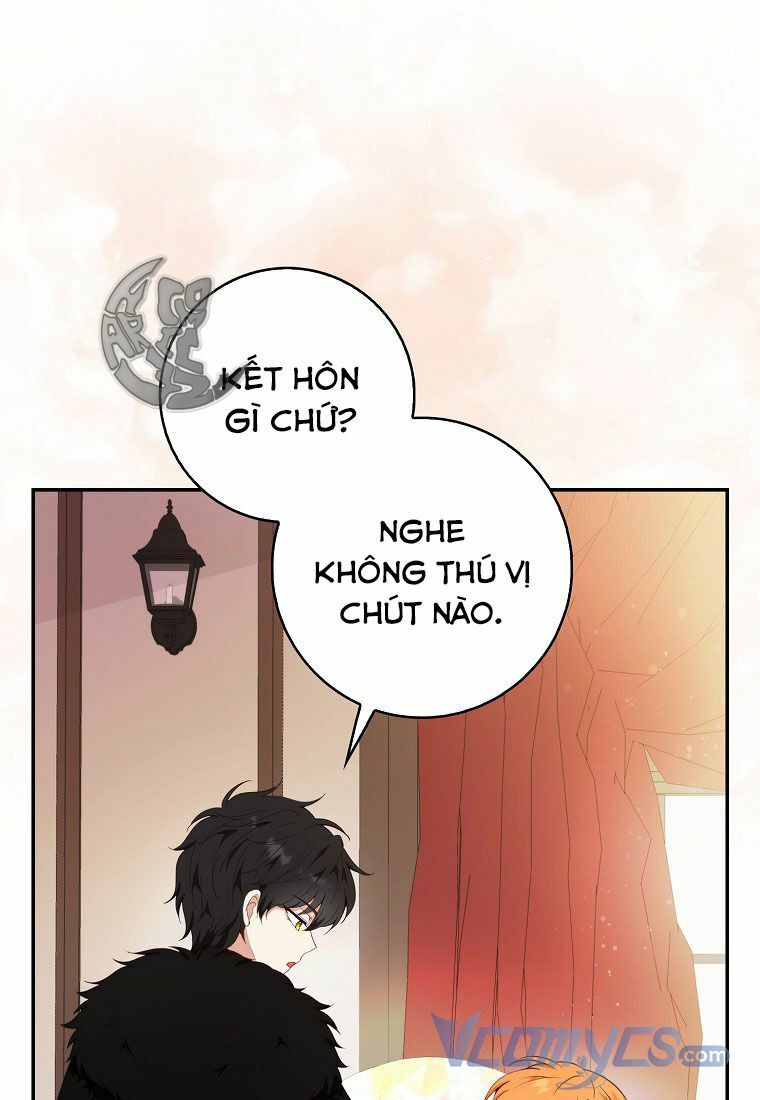 KẾT HÔN
GÌ CHỨ?
NGHE
KHÔNG THÚ VỊ
CHÚT NÀO.
VCOMYCS.com